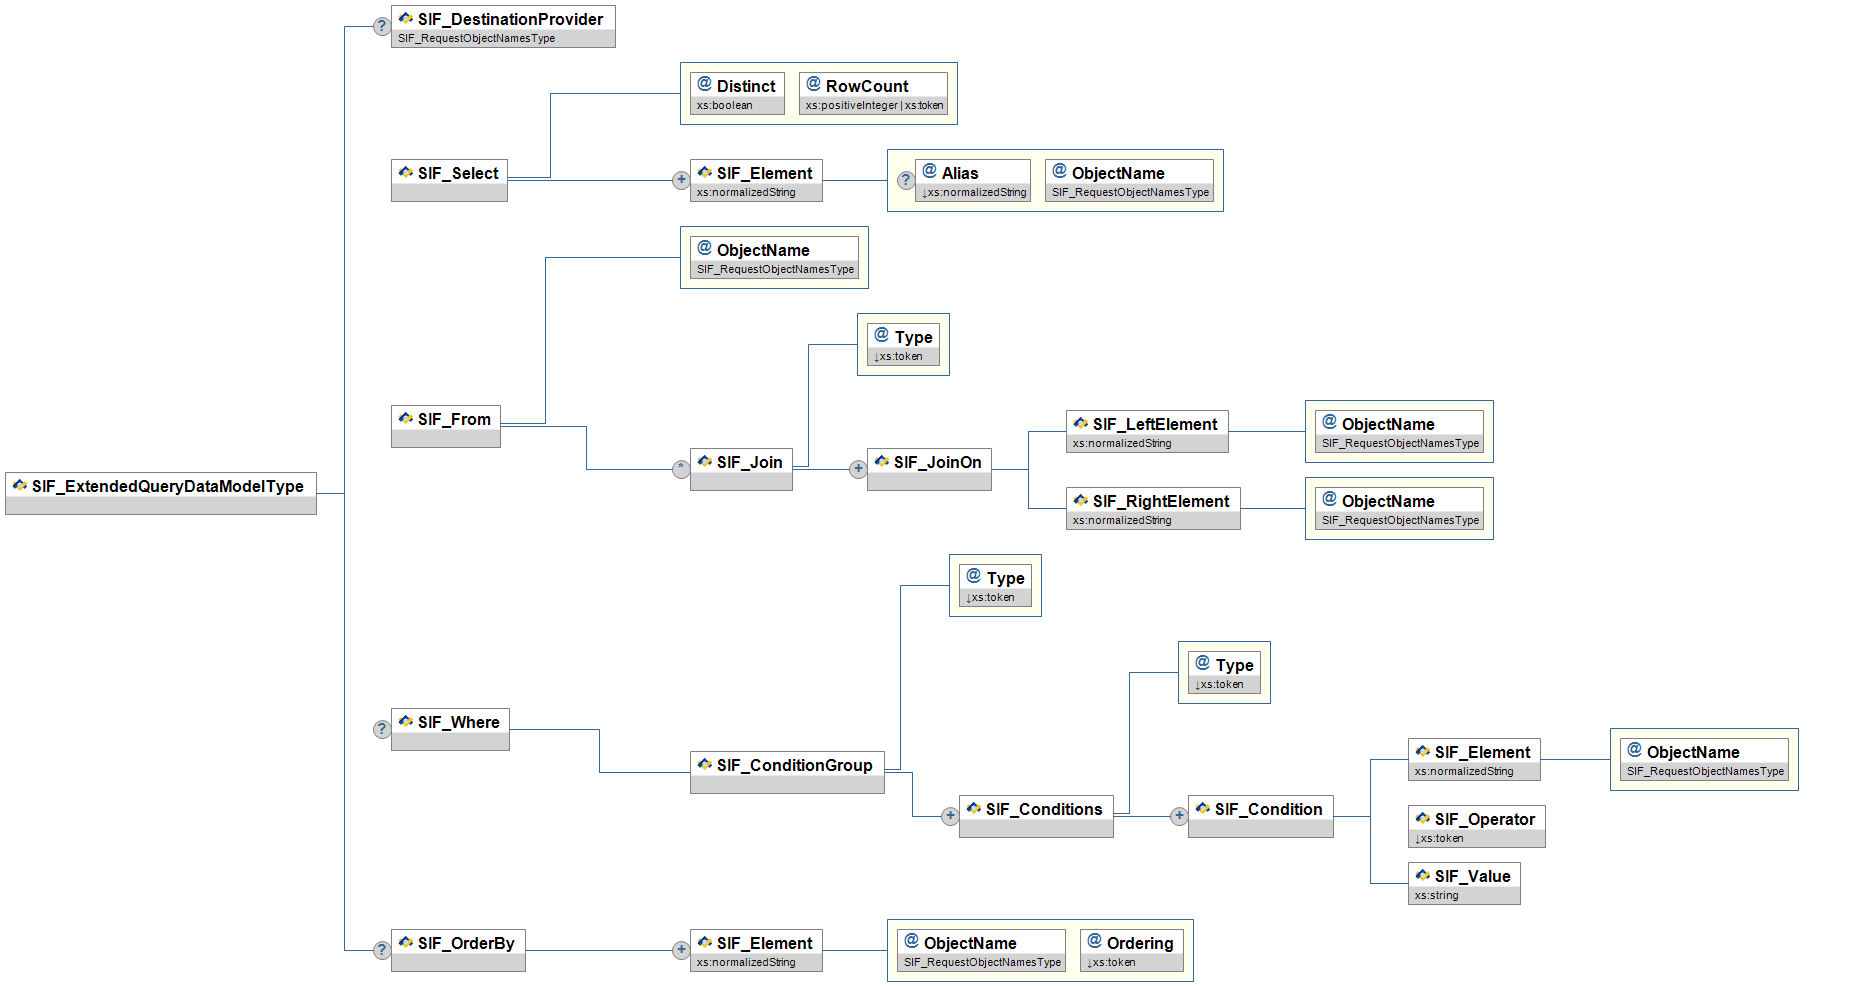 ?
SIF_DestinationProvider
SIF_RequestObjectNamesType
@ Distinct
xs:boolean
@ RowCount
xs:positiveInteger | xs:token
SIF_Select
+
SIF_Element
xs:normalizedString
?
@ Alias
↓xs:normalizedString
@ ObjectName
SIF_RequestObjectNamesType
@ ObjectName
SIF_RequestObjectNamesType
@ Type
↓xs:token
SIF_From
*
SIF_Join
+
SIF_JoinOn
SIF_LeftElement
xs:normalizedString
@ ObjectName
SIF_RequestObjectNamesType
SIF_RightElement
xs:normalizedString
@ ObjectName
SIF_RequestObjectNamesType
SIF_ExtendedQueryDataModelType
@ Type
↓xs:token
@ Type
↓xs:token
?
SIF_Where
SIF_ConditionGroup
+
SIF_Conditions
+
SIF_Condition
SIF_Element
xs:normalizedString
@ ObjectName
SIF_RequestObjectNamesType
SIF_Operator
↓xs:token
SIF_Value
xs:string
?
SIF_OrderBy
+
SIF_Element
xs:normalizedString
@ ObjectName
SIF_RequestObjectNamesType
@ Ordering
↓xs:token